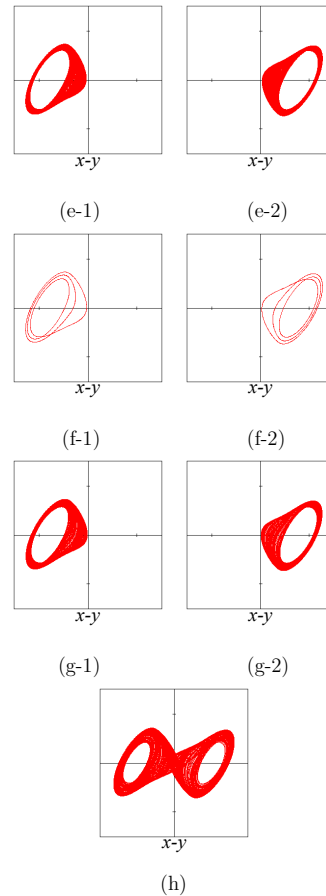 x-y x-y
(e-1) (e-2)
x-y x-y
(f-1) (f-2)
x-y x-y
(g-1) (g-2)
x-y
(h)